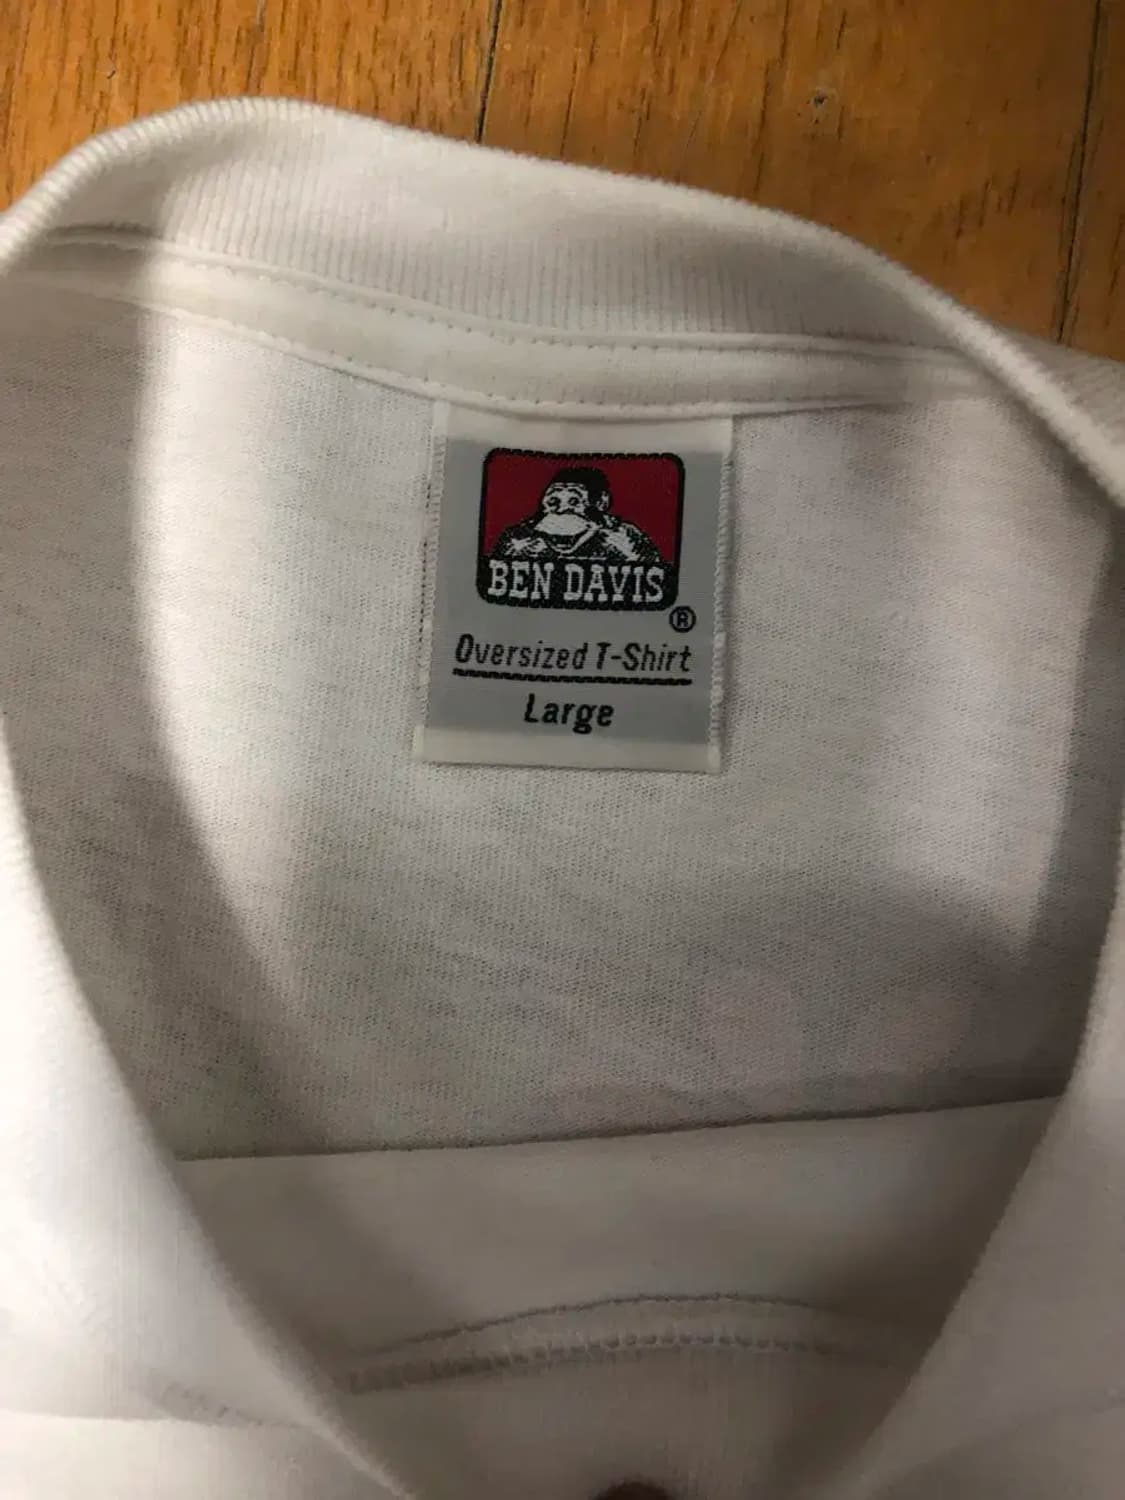 BEN DAVIS
®
Oversized T-Shirt
Large